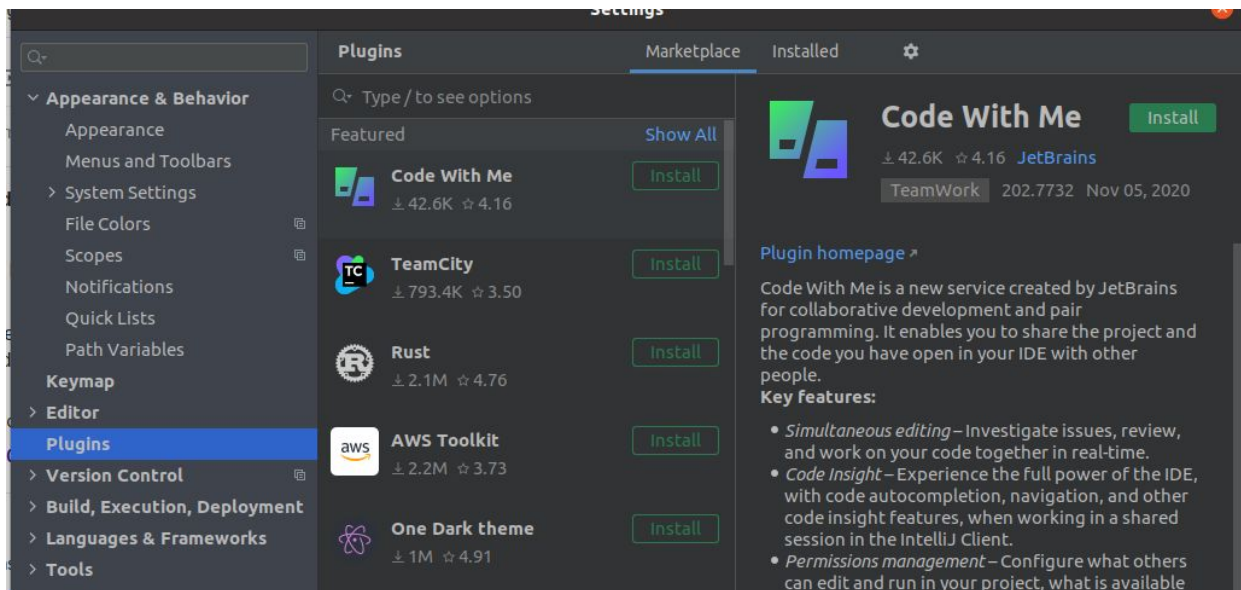 Settings
Plugins
Marketplace
Installed
Appearance & Behavior
Appearance
Menus and Toolbars
System Settings
File Colors
Scopes
Notifications
Quick Lists
Path Variables
Keymap
Editor
Plugins
Version Control
Build, Execution, Deployment
Languages & Frameworks
Tools
Type / to see options
Featured
Show All
Code With Me
Install
42.6K 4.16
TC
TeamCity
Install
793.4K 3.50
R
Rust
Install
2.1M 4.76
aws
AWS Toolkit
Install
2.2M 3.73
One Dark theme
Install
1M 4.91
Code With Me
Install
42.6K 4.16 JetBrains
TeamWork 202.7732 Nov 05, 2020
Plugin homepage
Code With Me is a new service created by JetBrains
for collaborative development and pair
programming. It enables you to share the project and
the code you have open in your IDE with other
people.
Key features:
• Simultaneous editing – Investigate issues, review,
and work on your code together in real-time.
• Code Insight – Experience the full power of the IDE,
with code autocompletion, navigation, and other
code insight features, when working in a shared
session in the IntelliJ Client.
• Permissions management – Configure what others
can edit and run in your project, what is available